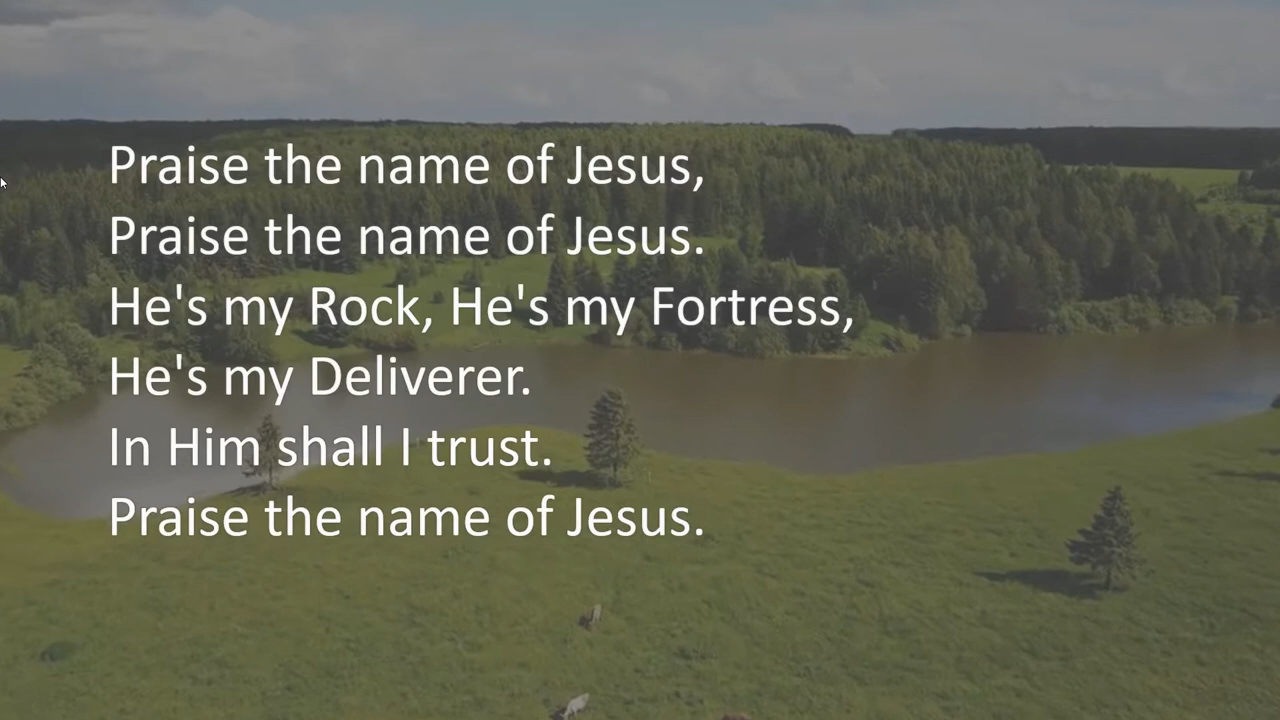 Praise the name of Jesus,
Praise the name of Jesus.
He's my Rock, He's my Fortress,
He's my Deliverer.
In Him shall I trust.
Praise the name of Jesus.